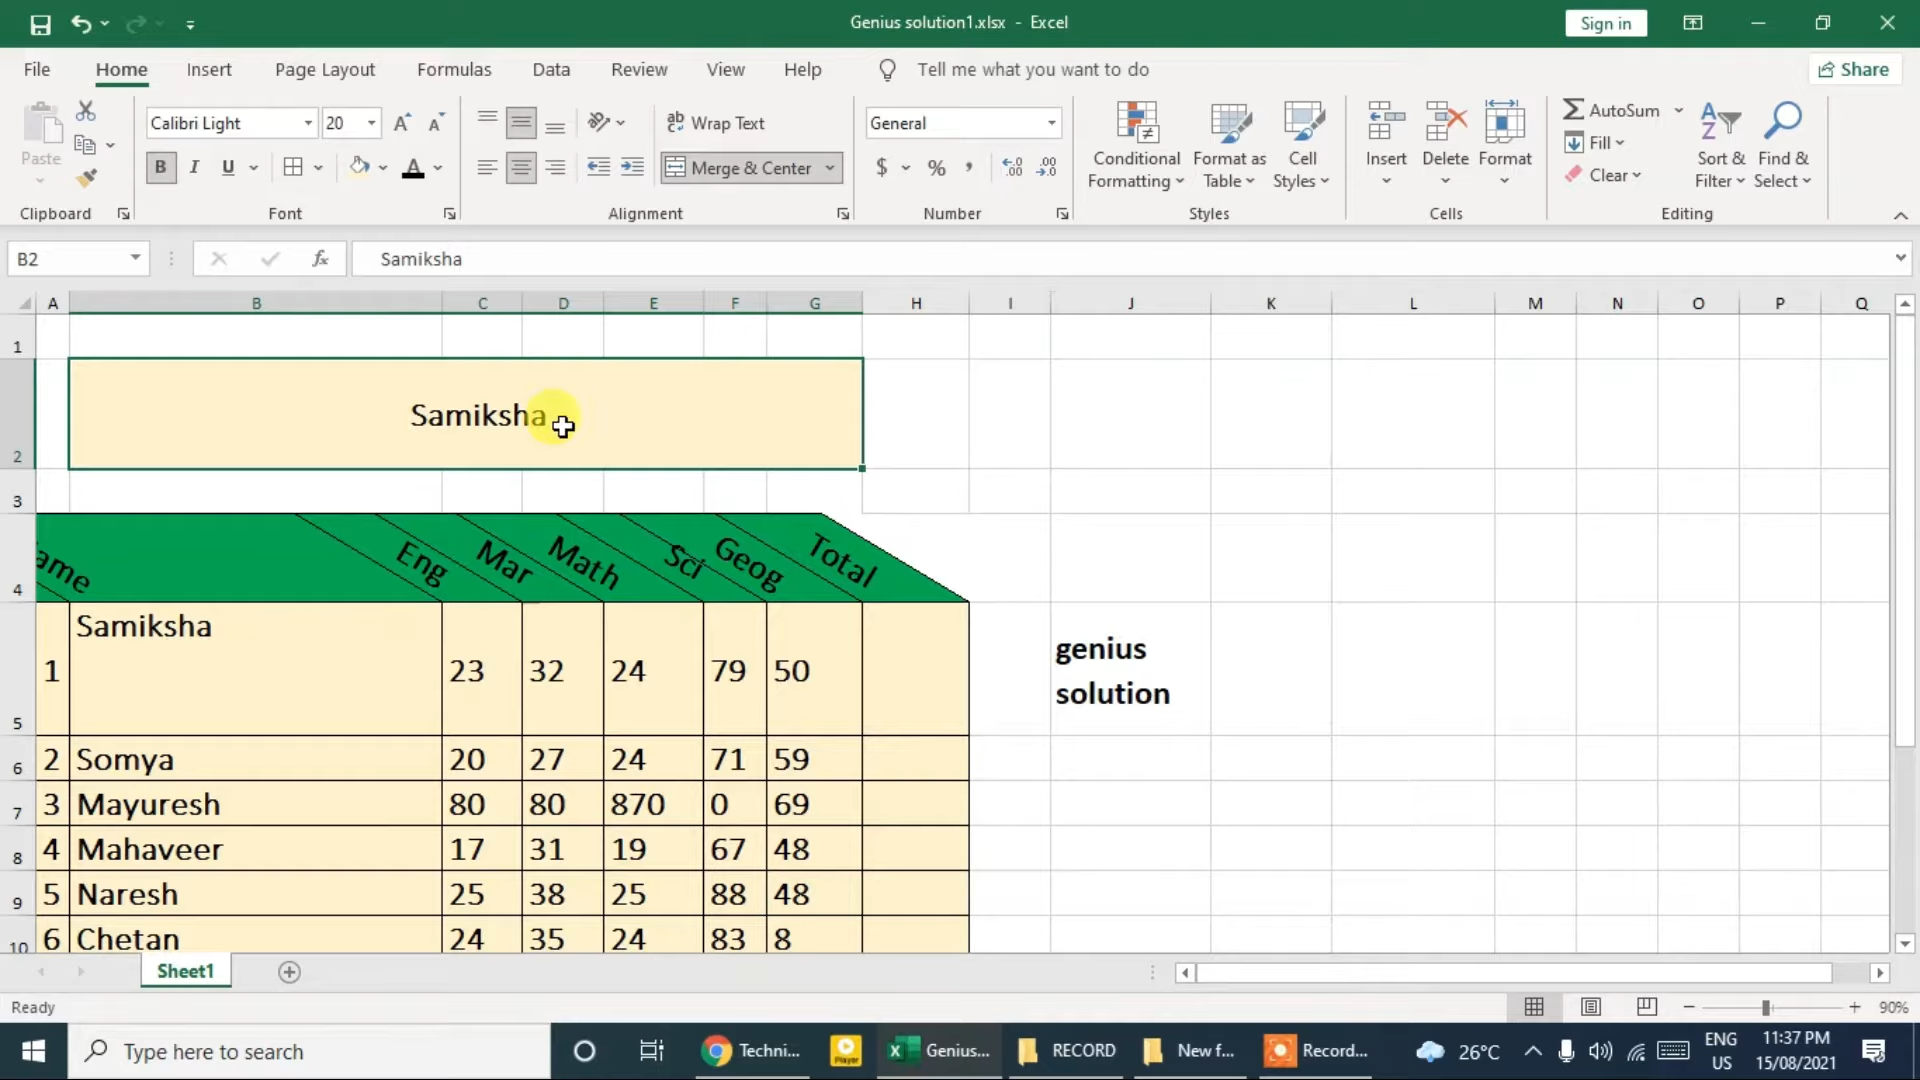 Genius solution1.xlsx - Excel
Sign in
File Home Insert Page Layout Formulas Data Review View Help Tell me what you want to do Share
Paste
Clipboard
Calibri Light 20
B I U A
Font
Wrap Text
Merge & Center
Alignment
General
$ % ,
Number
Conditional Formatting
Format as Table
Cell Styles
Styles
Insert
Delete
Format
Cells
AutoSum
Fill
Clear
Sort & Filter
Find & Select
Editing
B2 fx Samiksha
A B C D E F G H I J K L M N O P Q
1
2 Samiksha
3
4 ame Eng Mar Math Sci Geog Total
5 1 Samiksha 23 32 24 79 50
genius
solution
6 2 Somya 20 27 24 71 59
7 3 Mayuresh 80 80 870 0 69
8 4 Mahaveer 17 31 19 67 48
9 5 Naresh 25 38 25 88 48
10 6 Chetan 24 35 24 83 8
Sheet1
Ready 90%
Type here to search
Techni...
Player
Genius...
RECORD
New f...
Record...
26°C
ENG
US
11:37 PM
15/08/2021